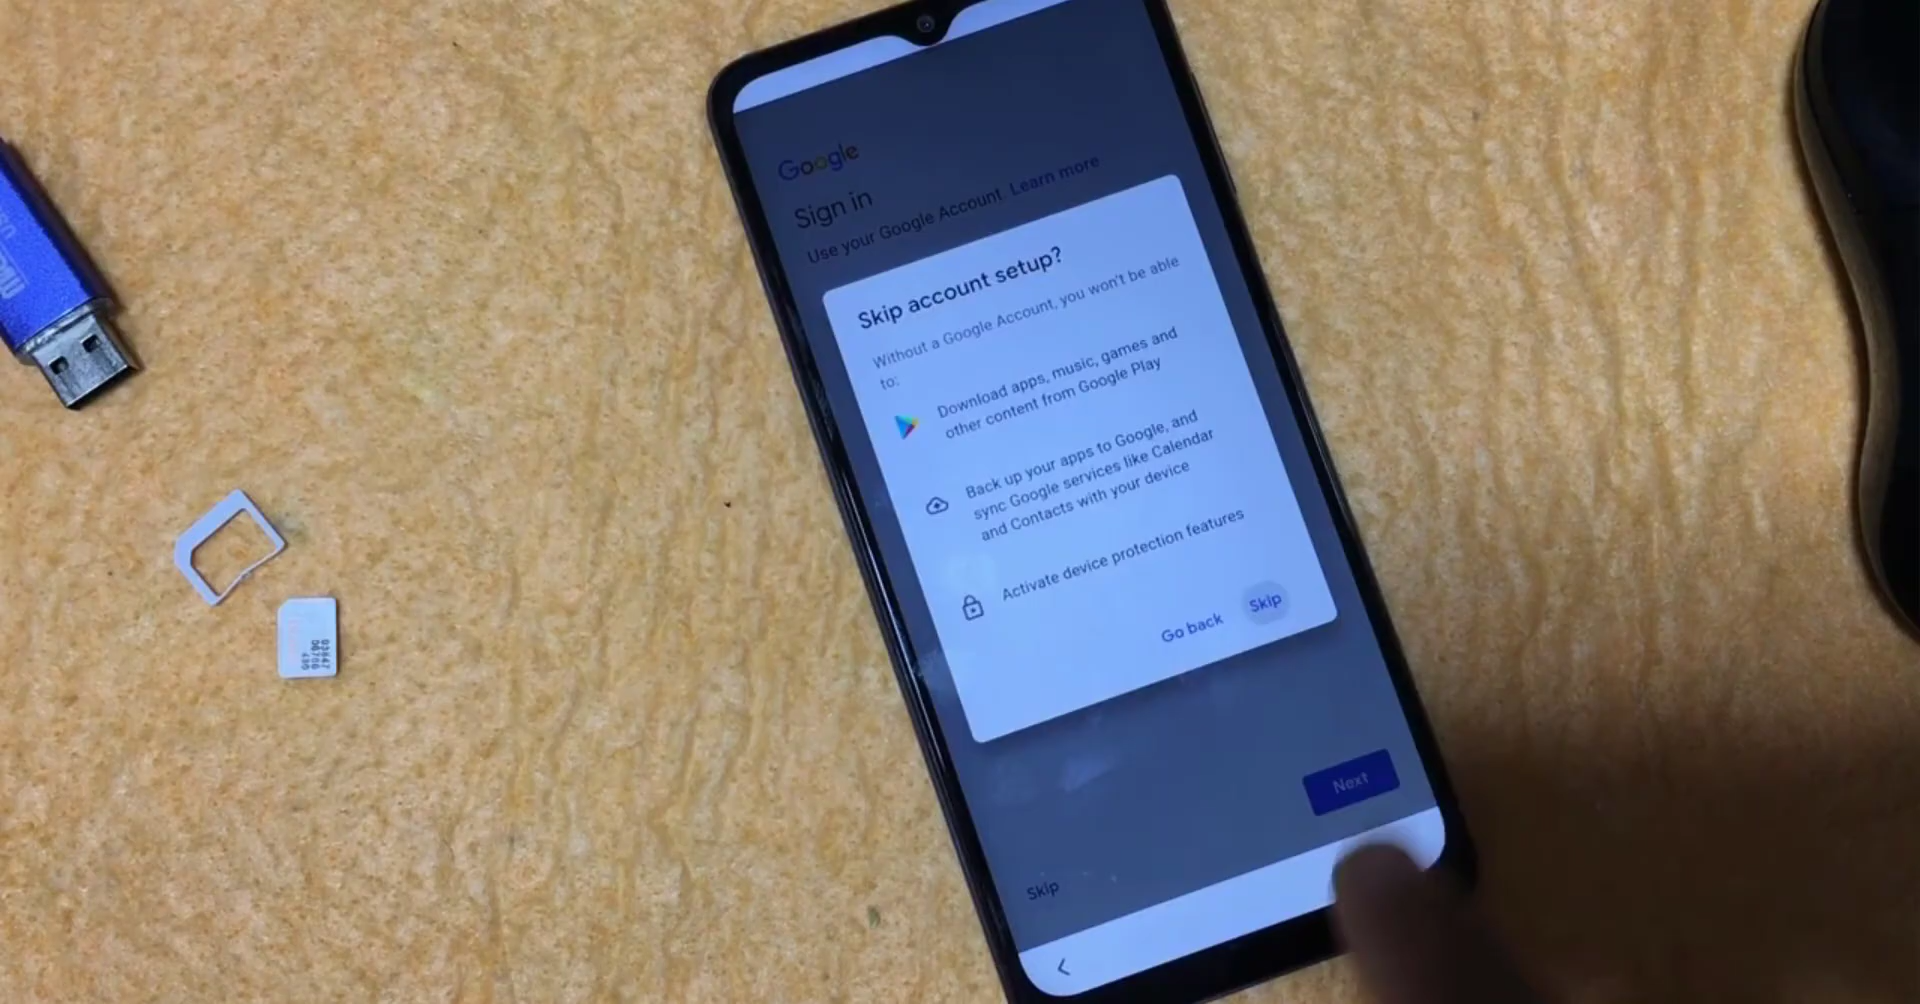 Google
Sign in
Use your Google Account. Learn more
Skip account setup?
Without a Google Account, you won't be able
to:
Download apps, music, games and
other content from Google Play
Back up your apps to Google, and
sync Google services like Calendar
and Contacts with your device
Activate device protection features
Go back Skip
Next
Skip